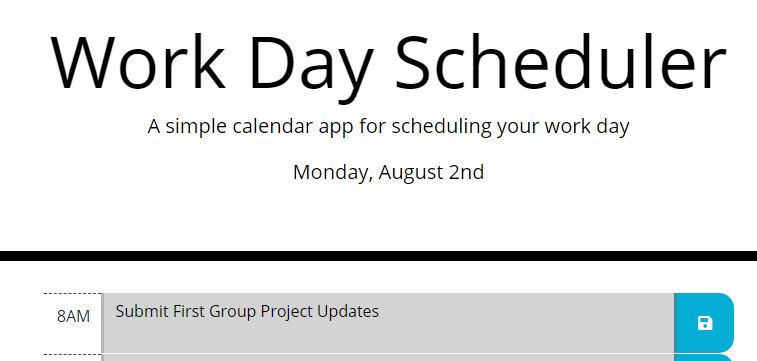 Work Day Scheduler
A simple calendar app for scheduling your work day
Monday, August 2nd
8AM
Submit First Group Project Updates